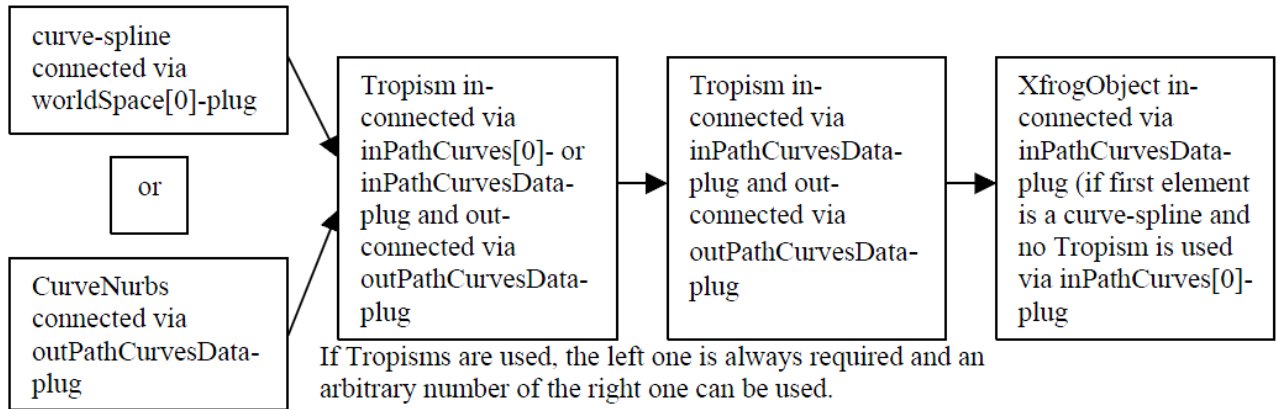 curve-spline
connected via
worldSpace[0]-plug
or
CurveNurbs
connected via
outPathCurvesData-
plug
Tropism in-
connected via
inPathCurves[0]- or
inPathCurvesData-
plug and out-
connected via
outPathCurvesData-
plug
Tropism in-
connected via
inPathCurvesData-
plug and out-
connected via
outPathCurvesData-
plug
XfrogObject in-
connected via
inPathCurvesData-
plug (if first element
is a curve-spline and
no Tropism is used
via inPathCurves[0]-
plug
If Tropisms are used, the left one is always required and an
arbitrary number of the right one can be used.